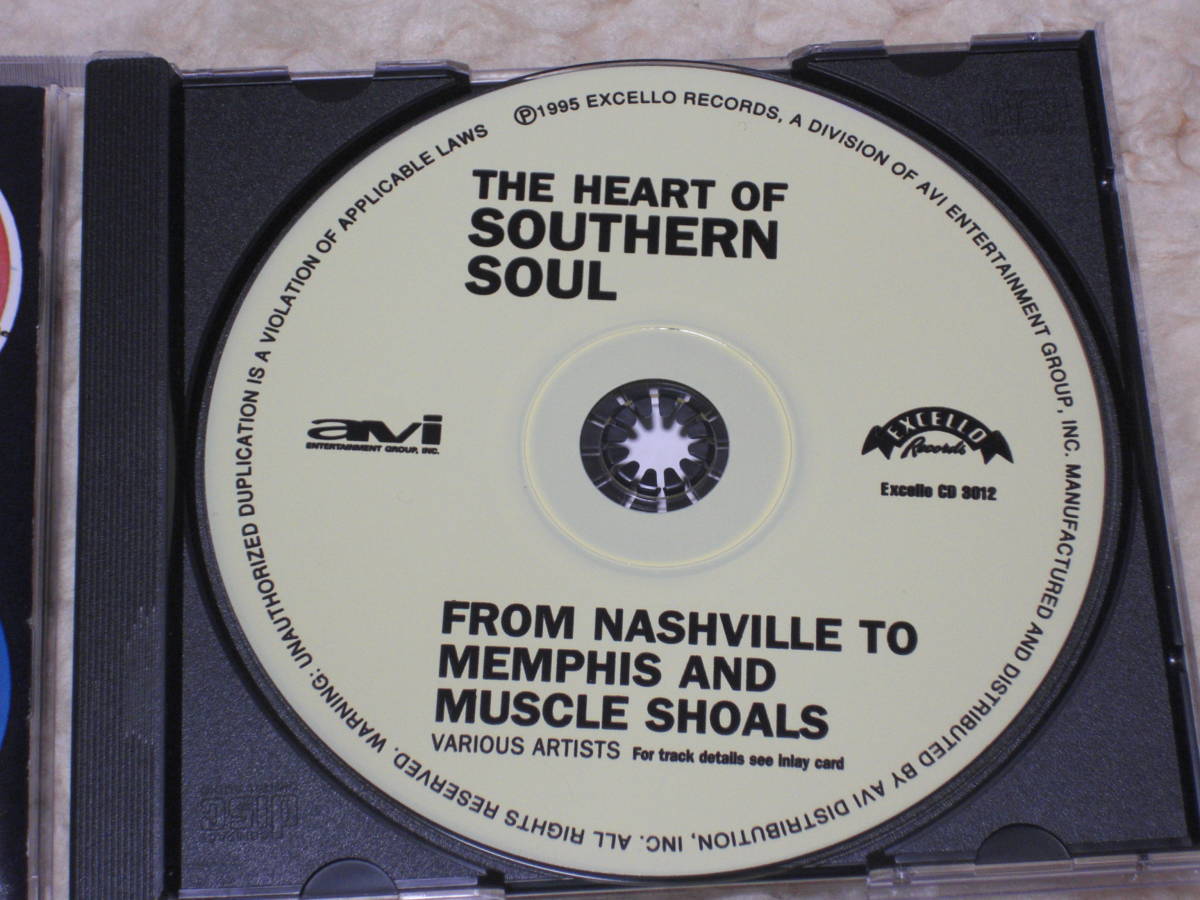 THE HEART OF
SOUTHERN
SOUL
avi
ENTERTAINMENT GROUP, INC.
EXCELLO
Records
Excello CD 3012
FROM NASHVILLE TO
MEMPHIS AND
MUSCLE SHOALS
VARIOUS ARTISTS For track details see inlay card
℗1995 EXCELLO RECORDS, A DIVISION OF AVI ENTERTAINMENT GROUP, INC. MANUFACTURED AND DISTRIBUTED BY AVI DISTRIBUTION, INC. ALL RIGHTS RESERVED. WARNING: UNAUTHORIZED DUPLICATION IS A VIOLATION OF APPLICABLE LAWS
disc